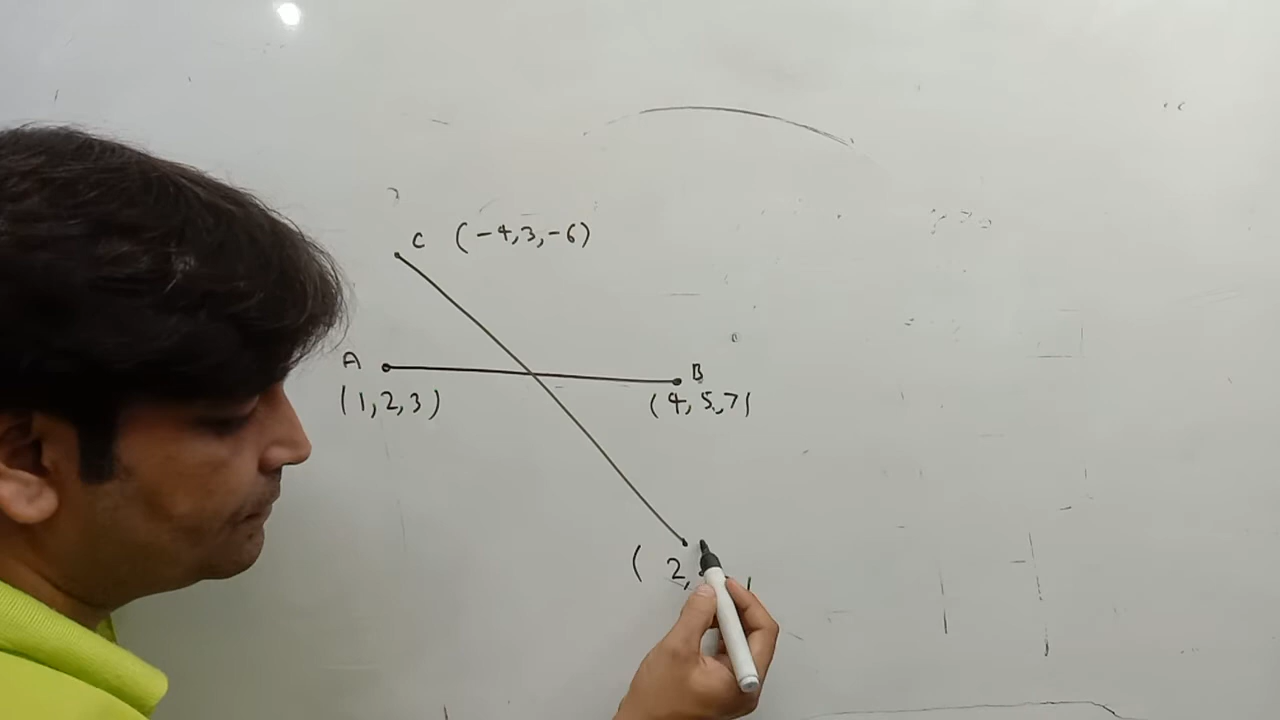 C (-4,3,-6)
A B
(1,2,3) (4,5,7)
( 2,